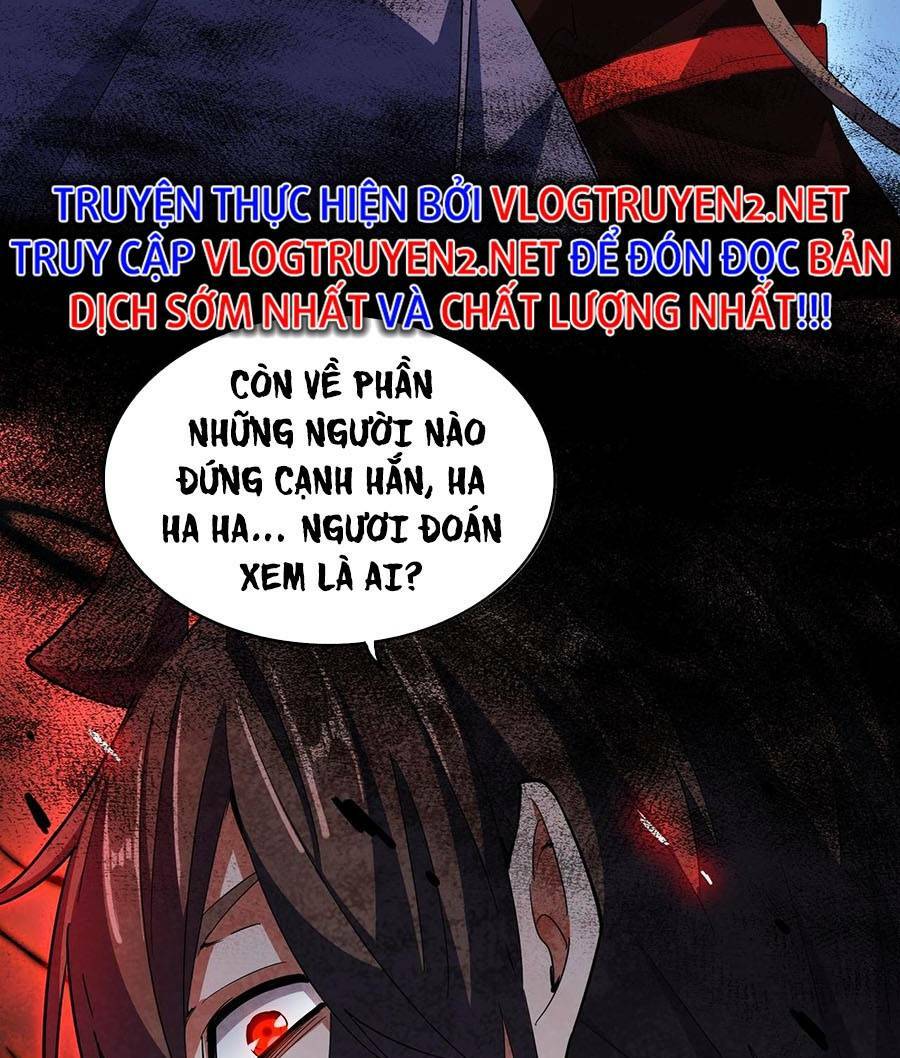 TRUYỆN THỰC HIỆN BỞI VLOGTRUYEN2.NET
TRUY CẬP VLOGTRUYEN2.NET ĐỂ ĐÓN ĐỌC BẢN
DỊCH SỚM NHẤT VÀ CHẤT LƯỢNG NHẤT!!!
CÒN VỀ PHẦN
NHỮNG NGƯỜI NÀO
ĐỨNG CẠNH HẮN, HA
HA HA... NGƯƠI ĐOÁN
XEM LÀ AI?